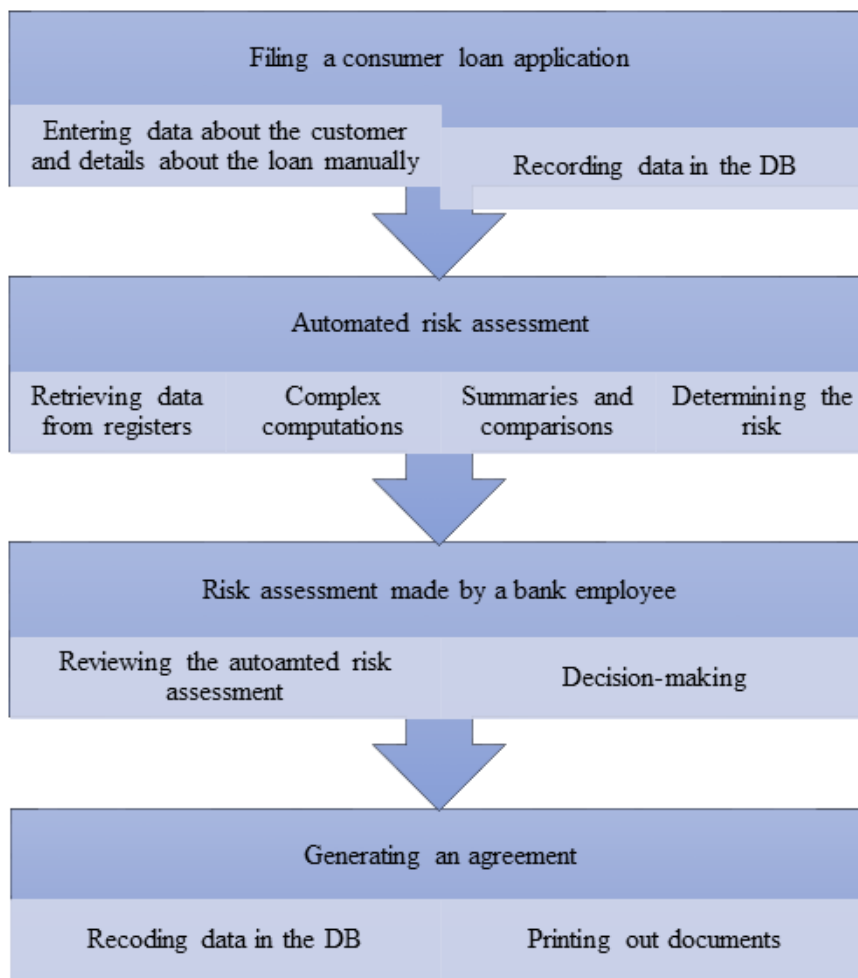 Filing a consumer loan application
Entering data about the customer
and details about the loan manually
Recording data in the DB
Automated risk assessment
Retrieving data
from registers
Complex
computations
Summaries and
comparisons
Determining the
risk
Risk assessment made by a bank employee
Reviewing the autoamted risk
assessment
Decision-making
Generating an agreement
Recoding data in the DB
Printing out documents